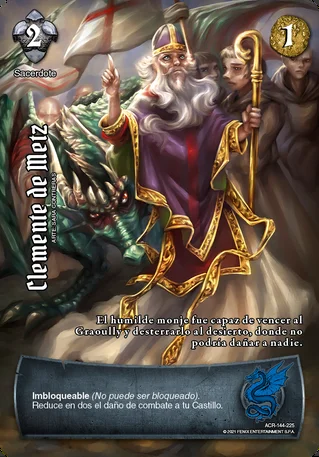 2
1
Sacerdote
Clemente de Metz
ARTE: SARA CONTRERAS
El humilde monje fue capaz de vencer al
Graoully y desterrarlo al desierto, donde no
podría dañar a nadie.
Imbloqueable (No puede ser bloqueado).
Reduce en dos el daño de combate a tu Castillo.
ACR-144-225
© 2021 FENIX ENTERTAINMENT S.P.A.